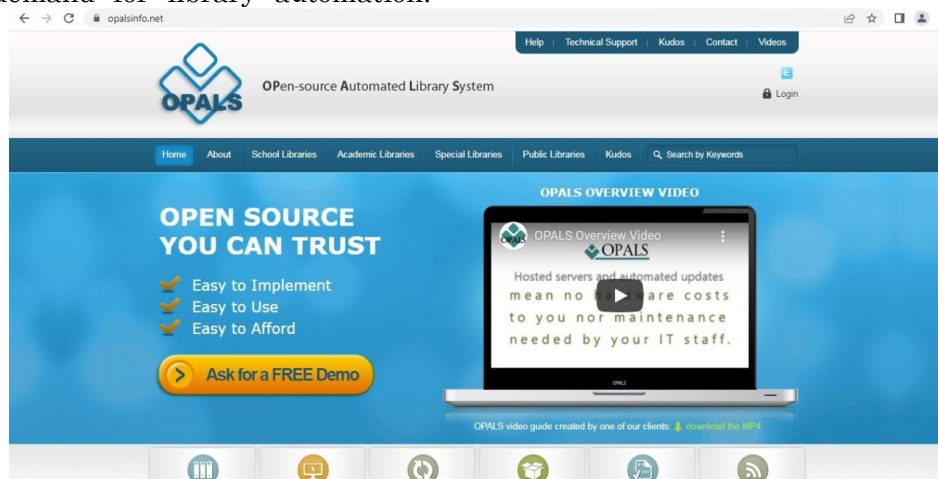 demand for library automation.
opalsinfo.net
Help | Technical Support | Kudos | Contact | Videos
OPALS
OPen-source Automated Library System
Login
Home About School Libraries Academic Libraries Special Libraries Public Libraries Kudos Search by Keywords
OPALS OVERVIEW VIDEO
OPEN SOURCE
YOU CAN TRUST
Easy to Implement
Easy to Use
Easy to Afford
Ask for a FREE Demo
OPALS
OPALS Overview Video
OPALS
Hosted servers and automated updates
mean no hardware costs
to you nor maintenance
needed by your IT staff.
OPALS
OPALS video guide created by one of our clients: download the MP4